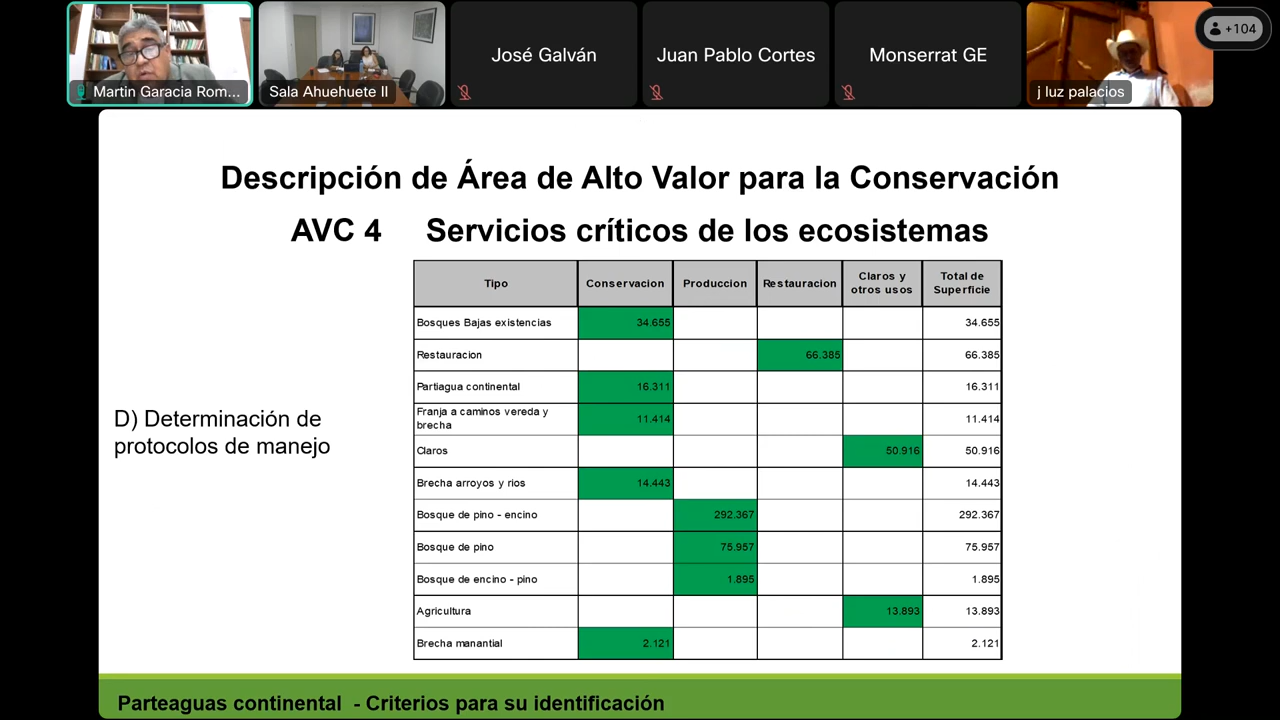 Martin Garacia Rom...
Sala Ahuehuete II
José Galván
Juan Pablo Cortes
Monserrat GE
j luz palacios
+104
Descripción de Área de Alto Valor para la Conservación
AVC 4 Servicios críticos de los ecosistemas
D) Determinación de
protocolos de manejo
Tipo Conservacion Produccion Restauracion Claros y otros usos Total de Superficie
Bosques Bajas existencias 34.655 34.655
Restauracion 66.385 66.385
Partiagua continental 16.311 16.311
Franja a caminos vereda y
brecha 11.414 11.414
Claros 50.916 50.916
Brecha arroyos y rios 14.443 14.443
Bosque de pino - encino 292.367 292.367
Bosque de pino 75.957 75.957
Bosque de encino - pino 1.895 1.895
Agricultura 13.893 13.893
Brecha manantial 2.121 2.121
Parteaguas continental - Criterios para su identificación